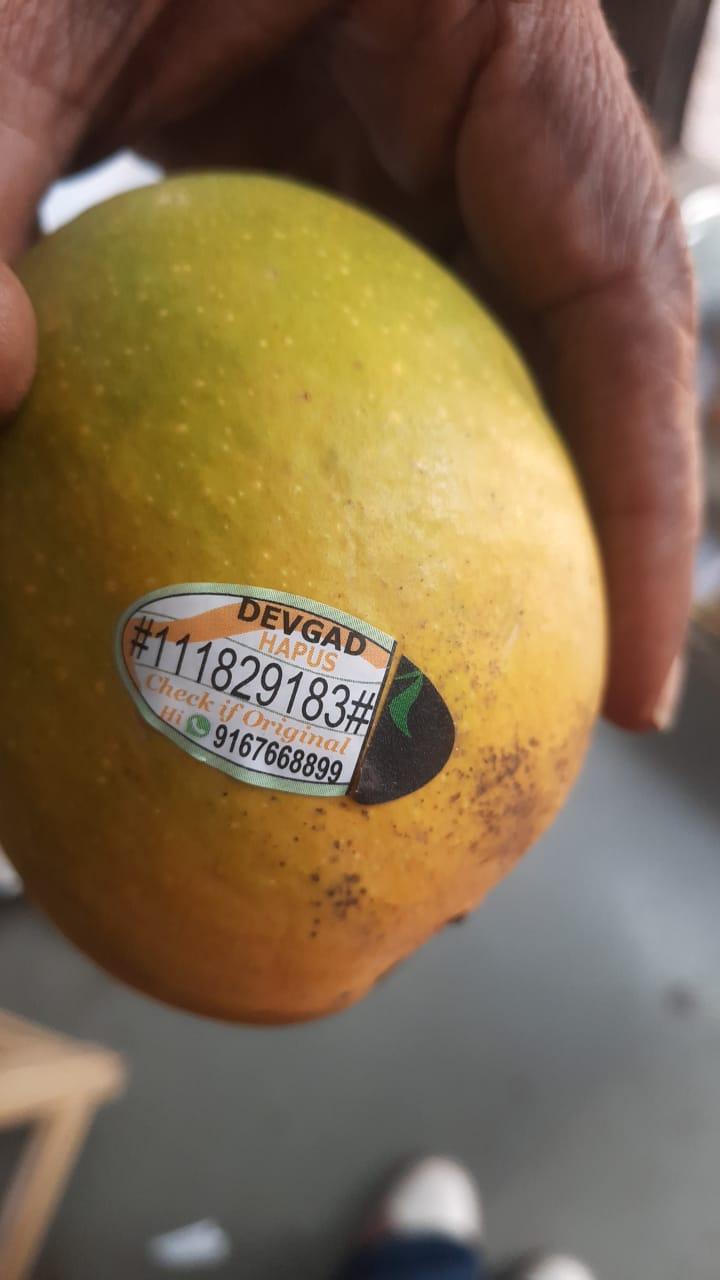 DEVGAD
HAPUS
#111829183#
Check if Original
Hi 9167668899